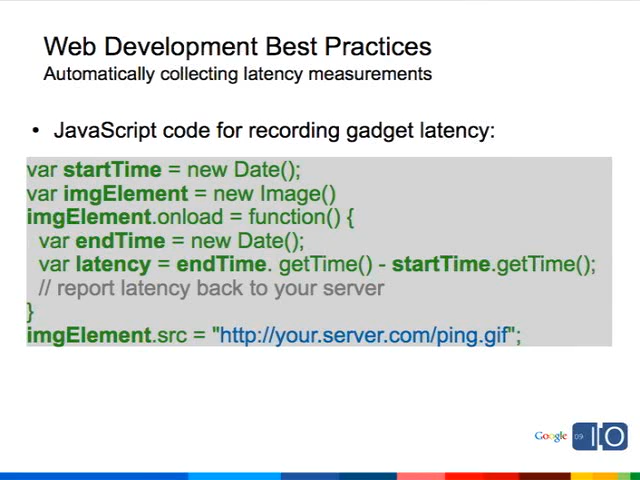 Web Development Best Practices
Automatically collecting latency measurements
• JavaScript code for recording gadget latency:
var startTime = new Date();
var imgElement = new Image()
imgElement.onload = function() {
var endTime = new Date();
var latency = endTime. getTime() - startTime.getTime();
// report latency back to your server
}
imgElement.src = "http://your.server.com/ping.gif";
Google 09 IO